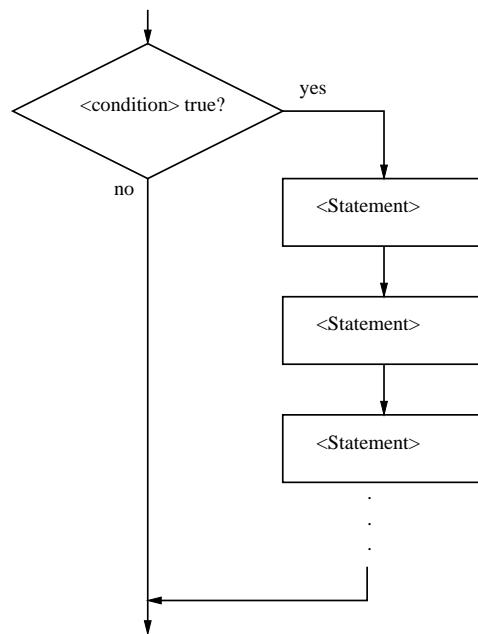 <condition> true?
yes
no
<Statement>
<Statement>
<Statement>
.
.
.